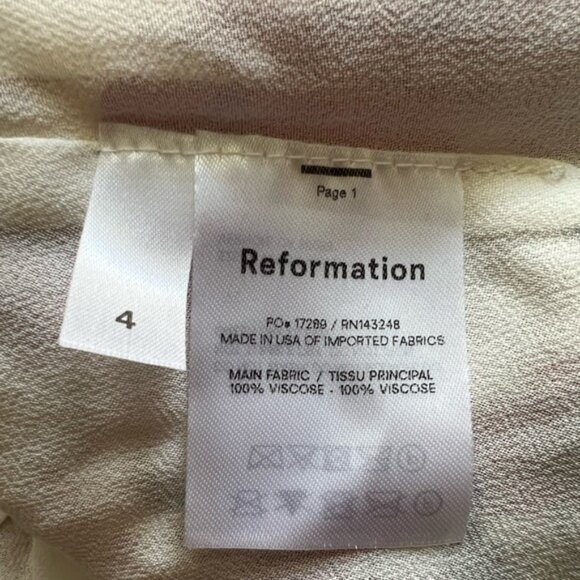 4
Page 1
Reformation
PO# 17289 / RN143248
MADE IN USA OF IMPORTED FABRICS
MAIN FABRIC / TISSU PRINCIPAL
100% VISCOSE - 100% VISCOSE